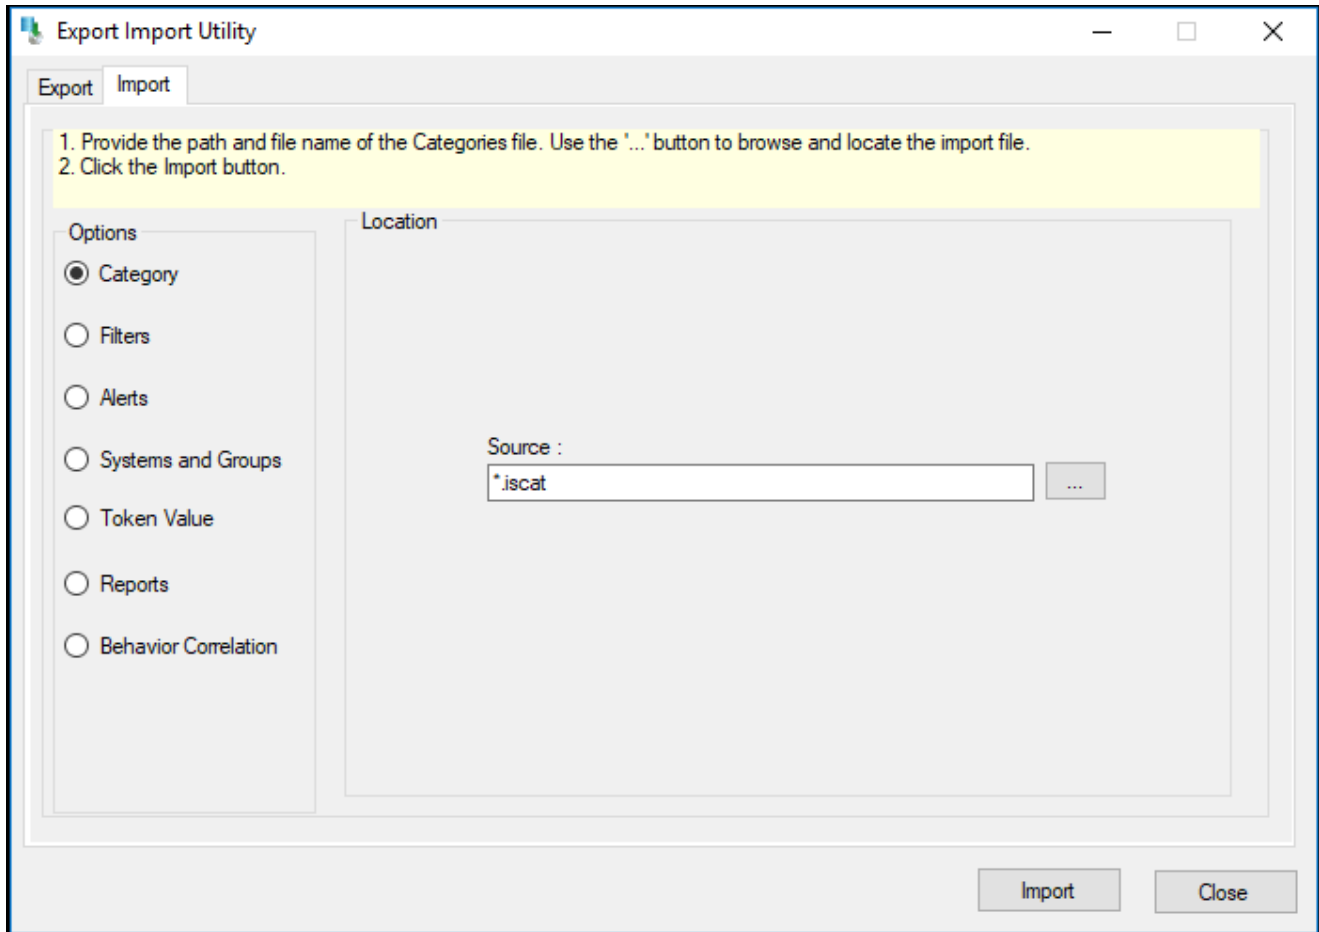 Export Import Utility
Export
Import
1. Provide the path and file name of the Categories file. Use the '...' button to browse and locate the import file.
2. Click the Import button.
Options
Category
Filters
Alerts
Systems and Groups
Token Value
Reports
Behavior Correlation
Location
Source :
*.iscat
...
Import
Close